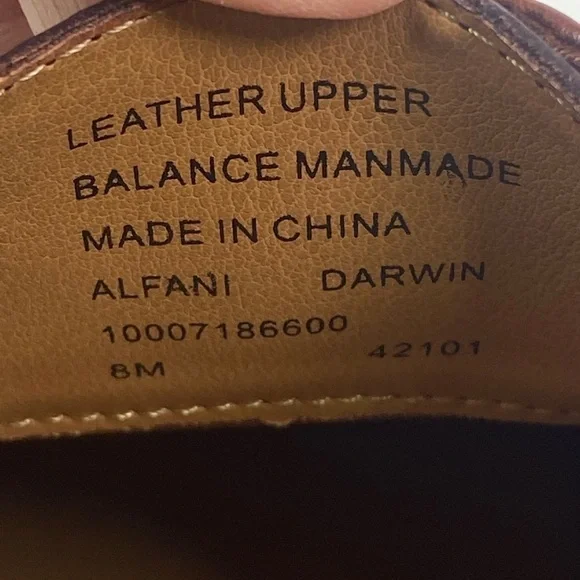 LEATHER UPPER
BALANCE MANMADE
MADE IN CHINA
ALFANI DARWIN
10007186600
8M 42101